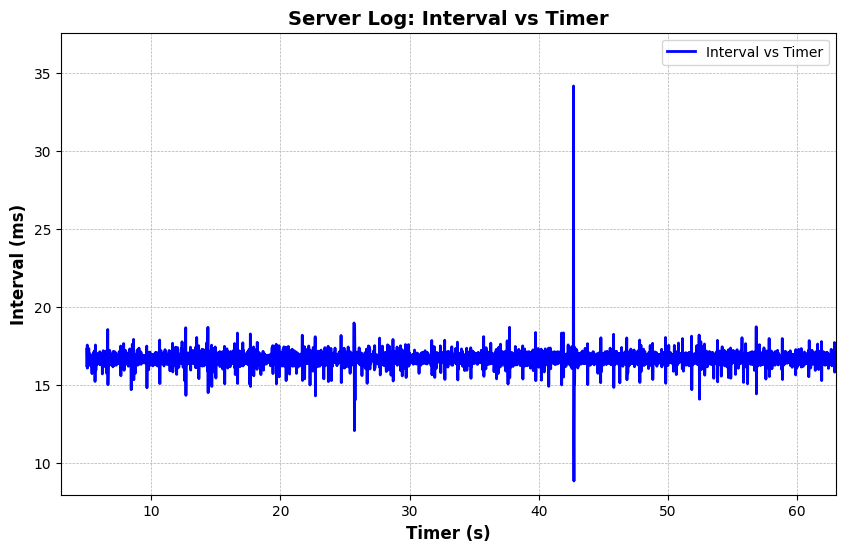 Server Log: Interval vs Timer
Interval vs Timer
Interval (ms)
35
30
25
20
15
10
10 20 30 40 50 60
Timer (s)